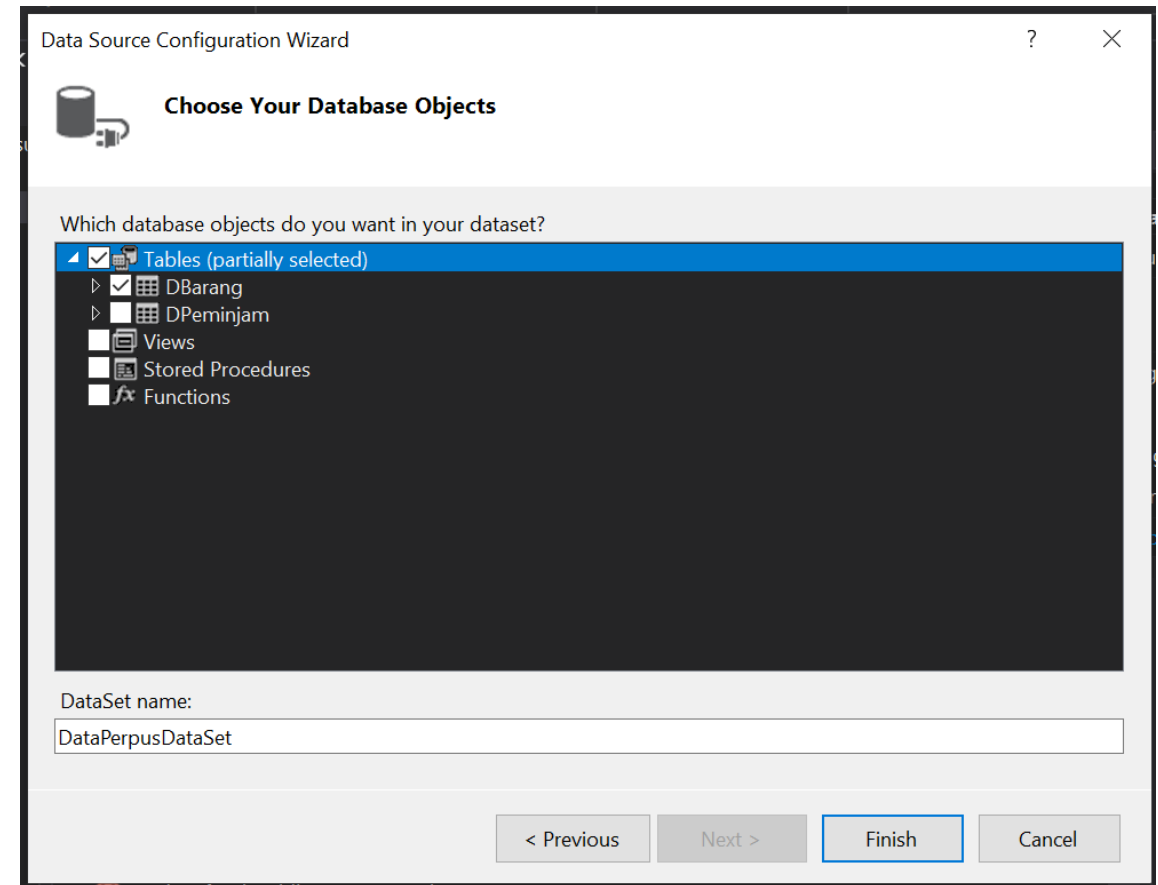 Data Source Configuration Wizard
?
Choose Your Database Objects
Which database objects do you want in your dataset?
Tables (partially selected)
DBarang
DPeminjam
Views
Stored Procedures
fx Functions
DataSet name:
DataPerpusDataSet
< Previous
Next >
Finish
Cancel